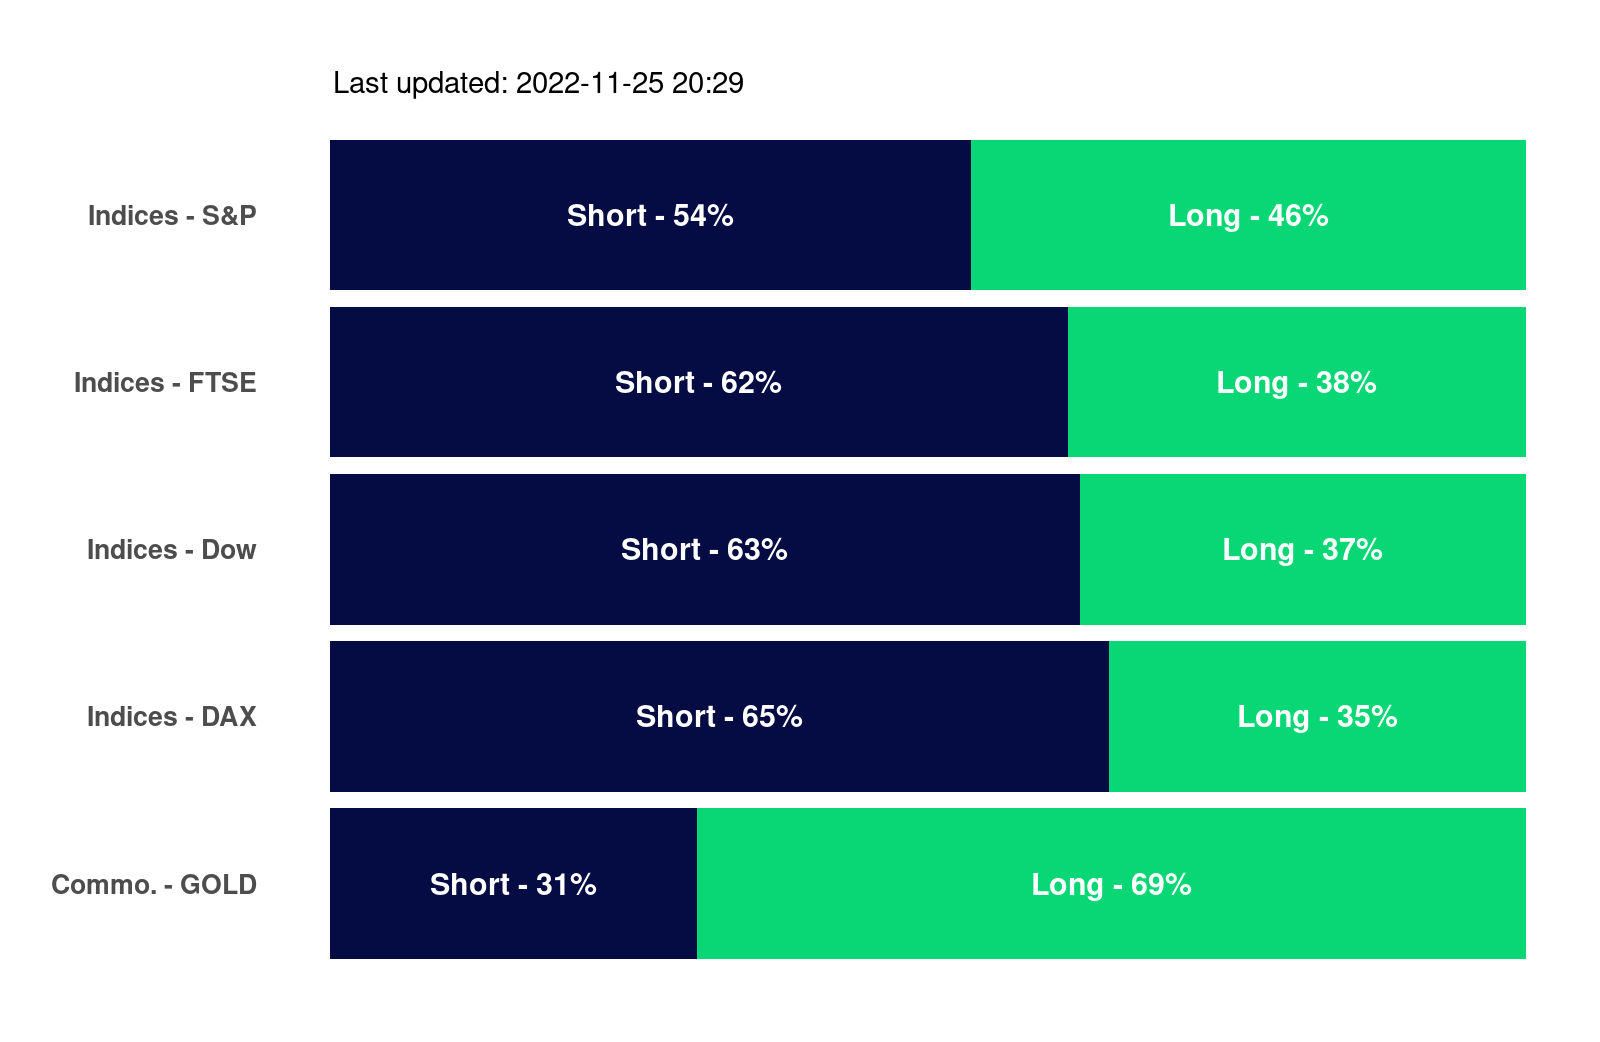 Last updated: 2022-11-25 20:29
Indices - S&P Short - 54% Long - 46%
Indices - FTSE Short - 62% Long - 38%
Indices - Dow Short - 63% Long - 37%
Indices - DAX Short - 65% Long - 35%
Commo. - GOLD Short - 31% Long - 69%